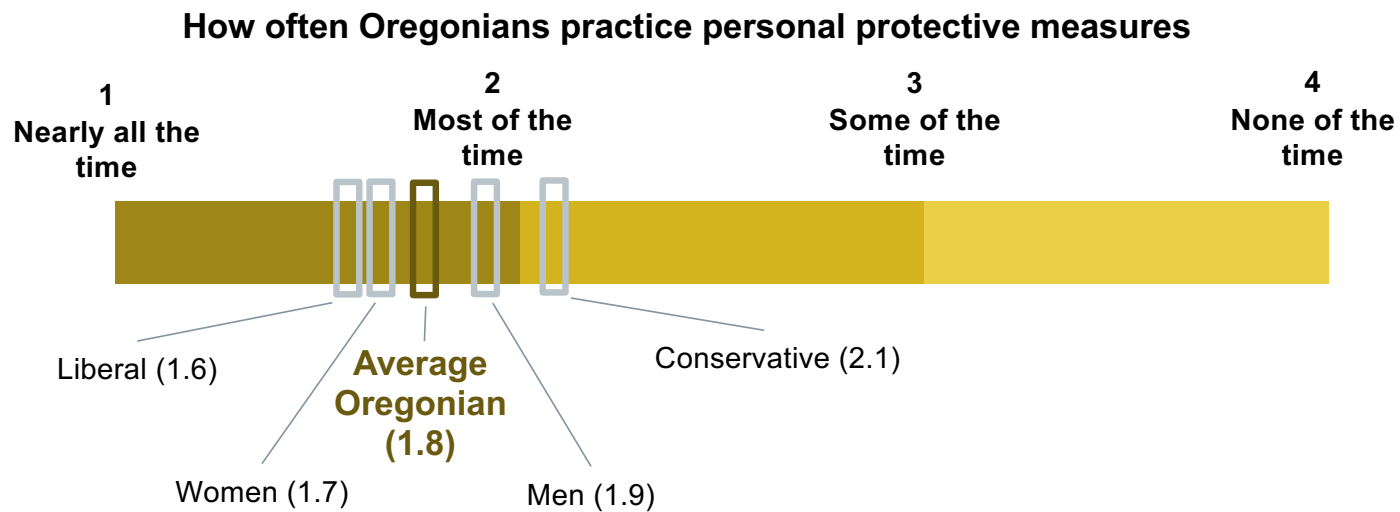 How often Oregonians practice personal protective measures
1
Nearly all the
time
2
Most of the
time
3
Some of the
time
4
None of the
time
Liberal (1.6)
Women (1.7)
Average
Oregonian
(1.8)
Men (1.9)
Conservative (2.1)